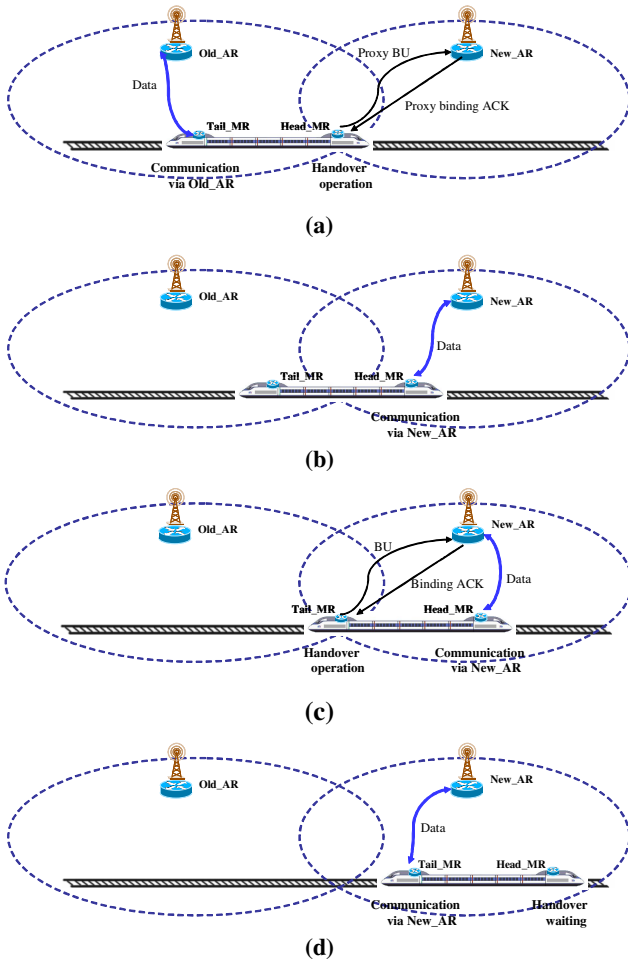 Old_AR
New_AR
Proxy BU
Data
Proxy binding ACK
Tail_MR
Head_MR
Communication
via Old_AR
Handover
operation
(a)
Old_AR
New_AR
Data
Tail_MR
Head_MR
Communication
via New_AR
(b)
Old_AR
New_AR
BU
Binding ACK
Data
Tail_MR
Head_MR
Handover
operation
Communication
via New_AR
(c)
Old_AR
New_AR
Data
Tail_MR
Head_MR
Communication
via New_AR
Handover
waiting
(d)